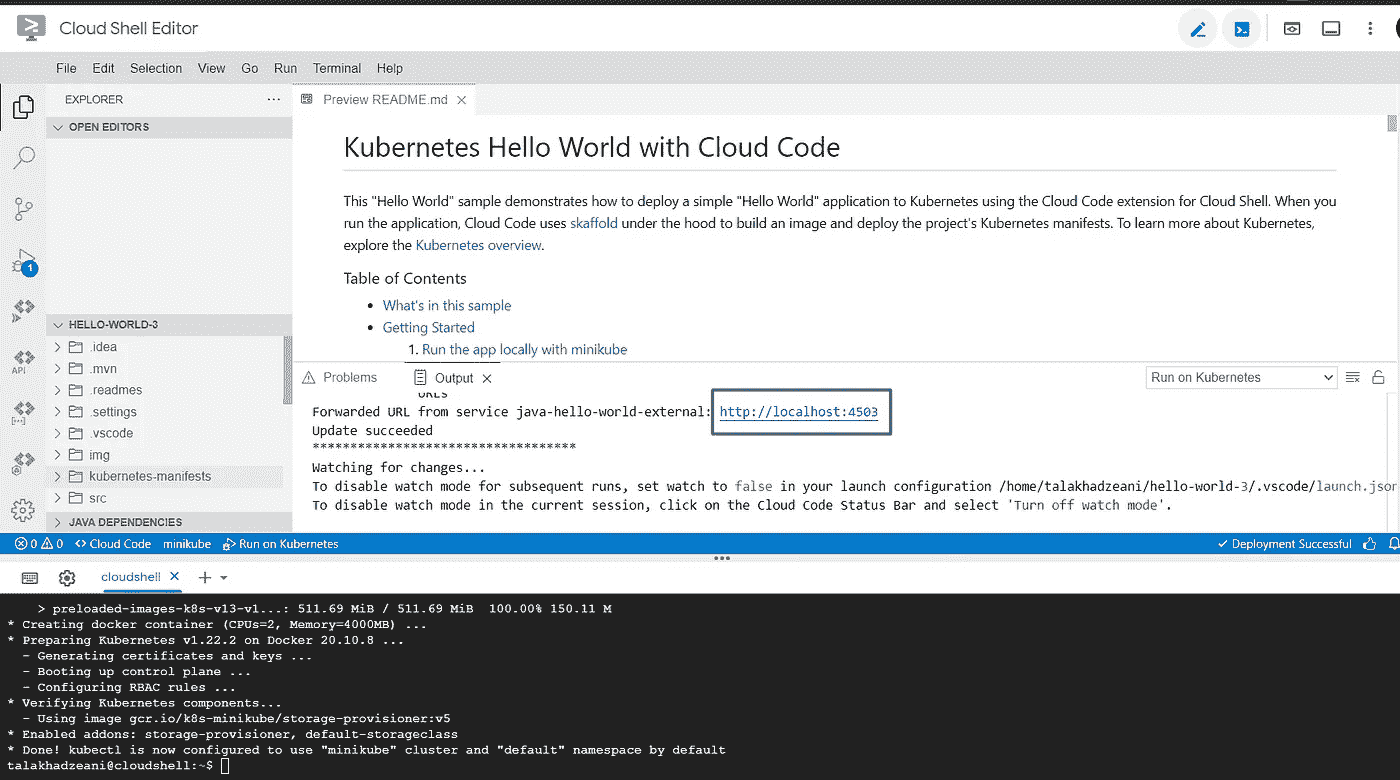 Cloud Shell Editor
File Edit Selection View Go Run Terminal Help
EXPLORER ...
Preview README.md
OPEN EDITORS
Kubernetes Hello World with Cloud Code
This "Hello World" sample demonstrates how to deploy a simple "Hello World" application to Kubernetes using the Cloud Code extension for Cloud Shell. When you
run the application, Cloud Code uses skaffold under the hood to build an image and deploy the project's Kubernetes manifests. To learn more about Kubernetes,
explore the Kubernetes overview.
Table of Contents
• What's in this sample
• Getting Started
1. Run the app locally with minikube
1
API
HELLO-WORLD-3
.idea
.mvn
.readmes
.settings
.vscode
img
kubernetes-manifests
src
JAVA DEPENDENCIES
Problems Output Run on Kubernetes
URLs
Forwarded URL from service java-hello-world-external: http://localhost:4503
Update succeeded
***********************************
Watching for changes...
To disable watch mode for subsequent runs, set watch to false in your launch configuration /home/talakhadzeani/hello-world-3/.vscode/launch.json
To disable watch mode in the current session, click on the Cloud Code Status Bar and select 'Turn off watch mode'.
0 0 <> Cloud Code minikube Run on Kubernetes Deployment Successful
cloudshell
> preloaded-images-k8s-v13-v1...: 511.69 MiB / 511.69 MiB 100.00% 150.11 M
* Creating docker container (CPUs=2, Memory=4000MB) ...
* Preparing Kubernetes v1.22.2 on Docker 20.10.8 ...
- Generating certificates and keys ...
- Booting up control plane ...
- Configuring RBAC rules ...
* Verifying Kubernetes components...
- Using image gcr.io/k8s-minikube/storage-provisioner:v5
* Enabled addons: storage-provisioner, default-storageclass
* Done! kubectl is now configured to use "minikube" cluster and "default" namespace by default
talakhadzeani@cloudshell:~$